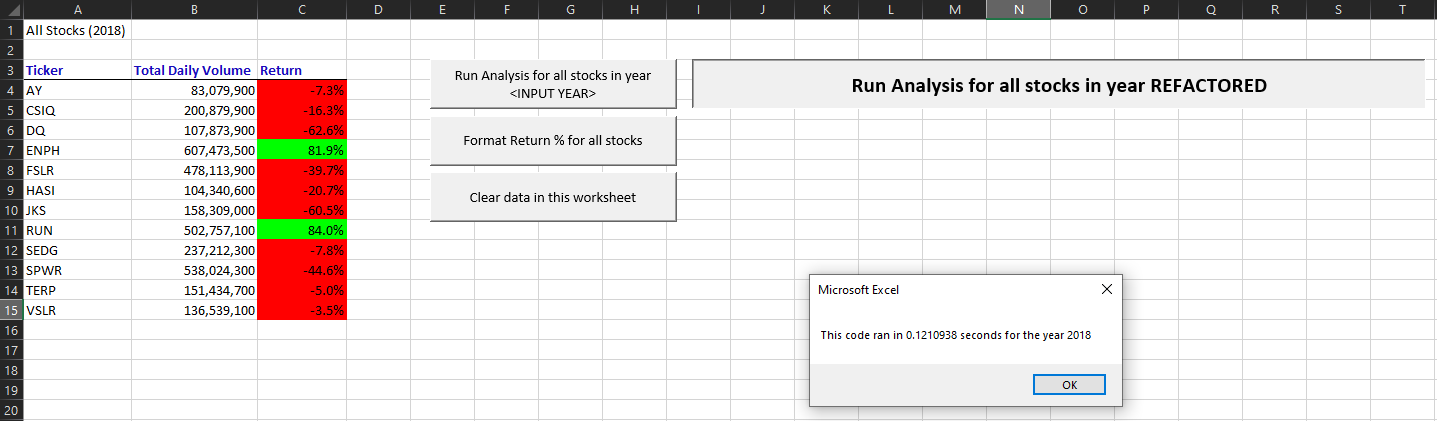 A B C D E F G H I J K L M N O P Q R S T
1 All Stocks (2018)
2
3 Ticker Total Daily Volume Return
4 AY 83,079,900 -7.3%
5 CSIQ 200,879,900 -16.3%
6 DQ 107,873,900 -62.6%
7 ENPH 607,473,500 81.9%
8 FSLR 478,113,900 -39.7%
9 HASI 104,340,600 -20.7%
10 JKS 158,309,000 -60.5%
11 RUN 502,757,100 84.0%
12 SEDG 237,212,300 -7.8%
13 SPWR 538,024,300 -44.6%
14 TERP 151,434,700 -5.0%
15 VSLR 136,539,100 -3.5%
16
17
18
19
20
Run Analysis for all stocks in year
<INPUT YEAR>
Format Return % for all stocks
Clear data in this worksheet
Run Analysis for all stocks in year REFACTORED
Microsoft Excel
This code ran in 0.1210938 seconds for the year 2018
OK